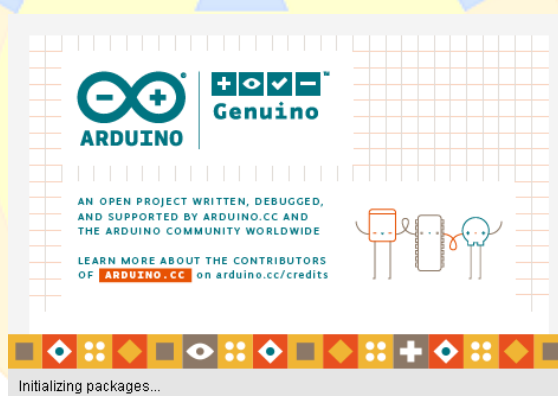 ARDUINO
Genuino
AN OPEN PROJECT WRITTEN, DEBUGGED,
AND SUPPORTED BY ARDUINO.CC AND
THE ARDUINO COMMUNITY WORLDWIDE
LEARN MORE ABOUT THE CONTRIBUTORS
OF ARDUINO.CC on arduino.cc/credits
Initializing packages...